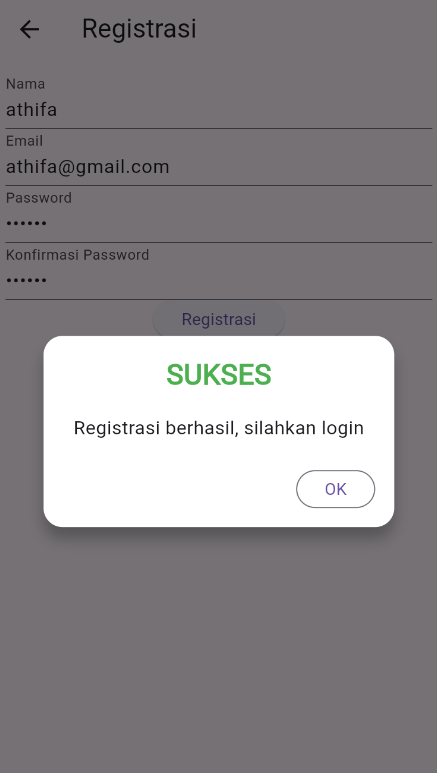 Registrasi
Nama
athifa
Email
athifa@gmail.com
Password
••••••
Konfirmasi Password
••••••
Registrasi
SUKSES
Registrasi berhasil, silahkan login
OK